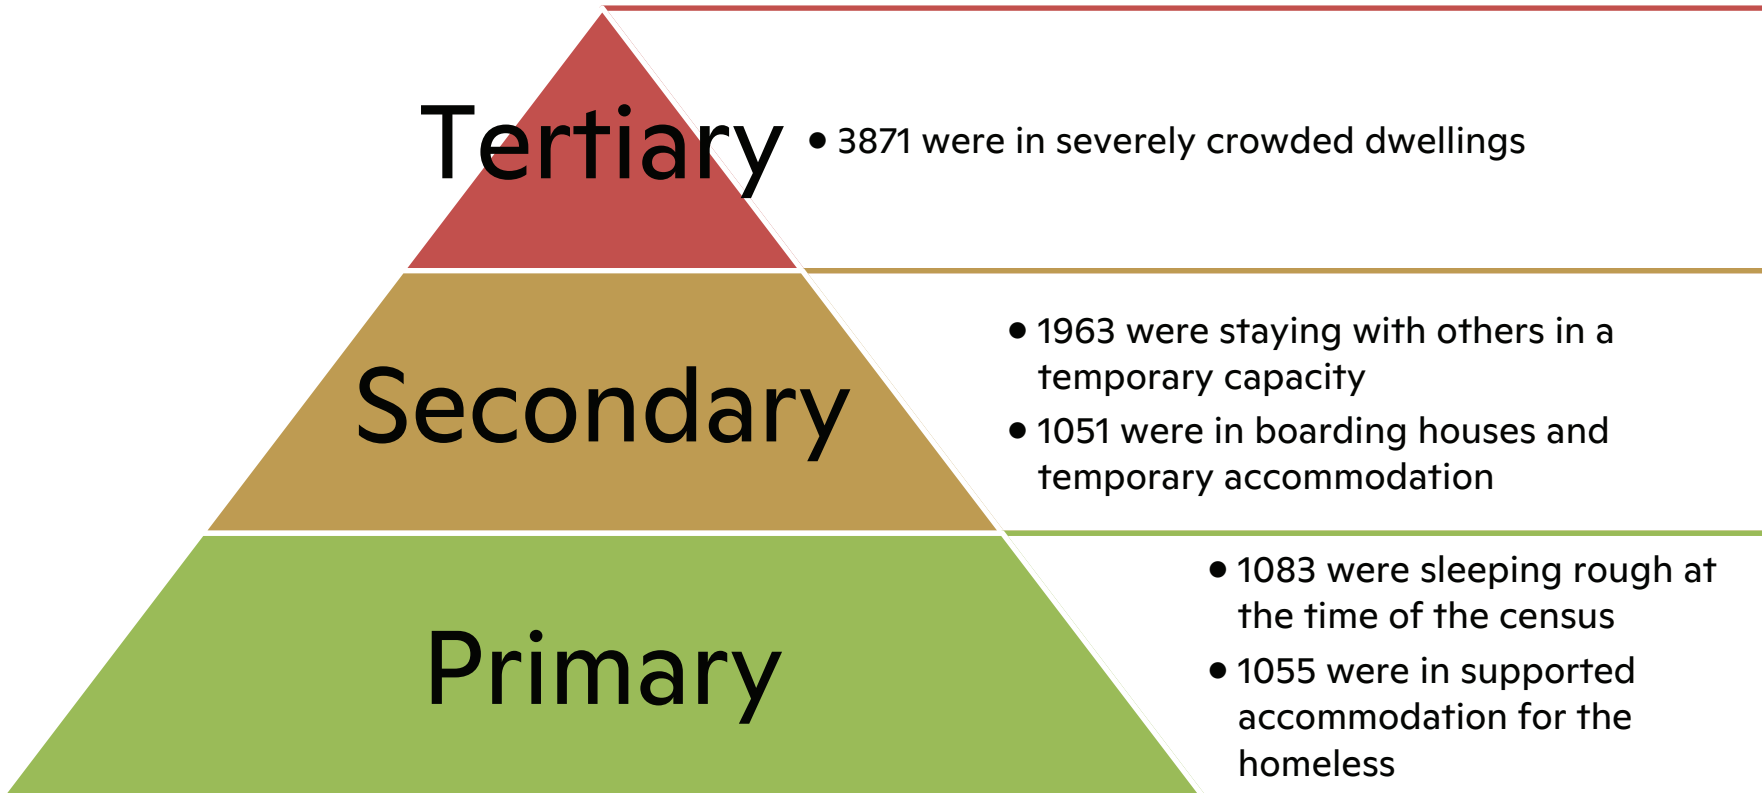 Tertiary
• 3871 were in severely crowded dwellings
Secondary
• 1963 were staying with others in a
temporary capacity
• 1051 were in boarding houses and
temporary accommodation
Primary
• 1083 were sleeping rough at
the time of the census
• 1055 were in supported
accommodation for the
homeless